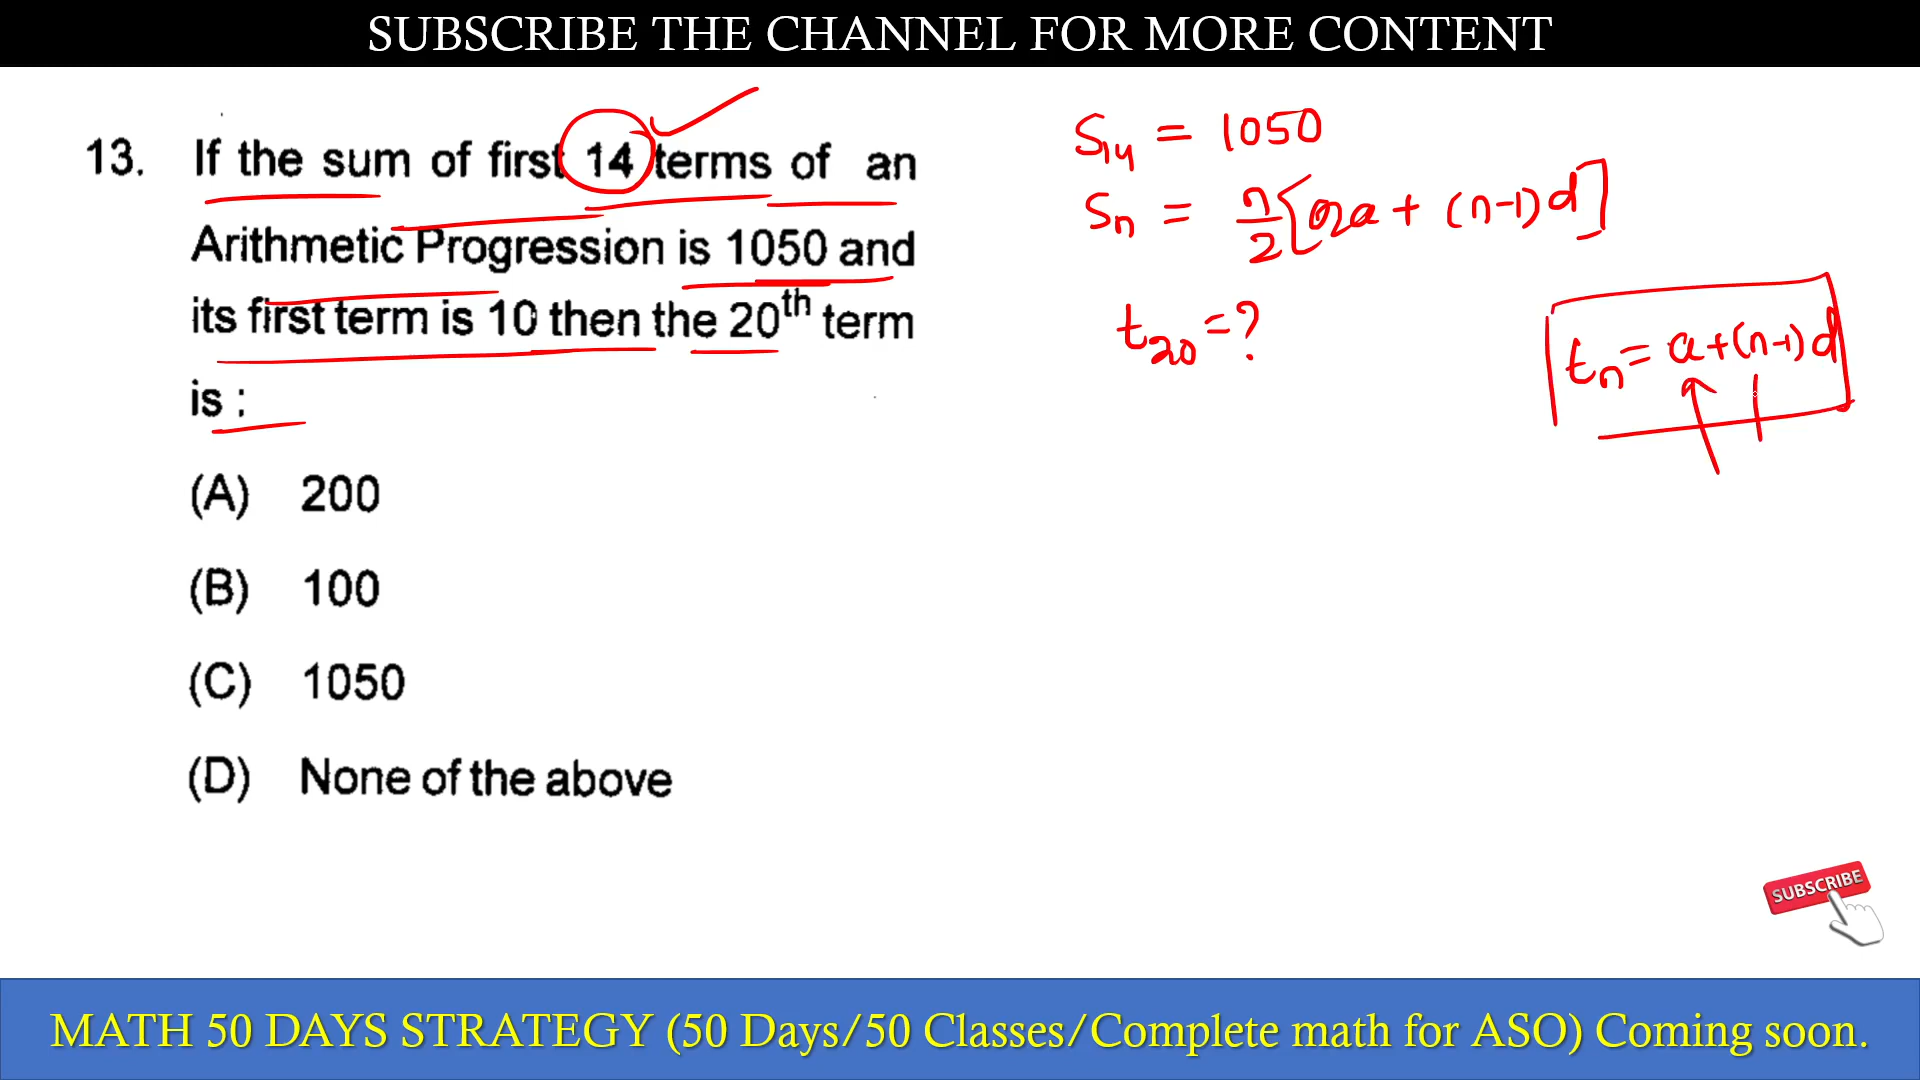 SUBSCRIBE THE CHANNEL FOR MORE CONTENT
13. If the sum of first 14 terms of an
Arithmetic Progression is 1050 and
its first term is 10 then the 20th term
is :
(A) 200
(B) 100
(C) 1050
(D) None of the above
S14 = 1050
Sn = n/2 [2a + (n-1)d]
t20 = ?
tn = a+(n-1)d
SUBSCRIBE
MATH 50 DAYS STRATEGY (50 Days/50 Classes/Complete math for ASO) Coming soon.